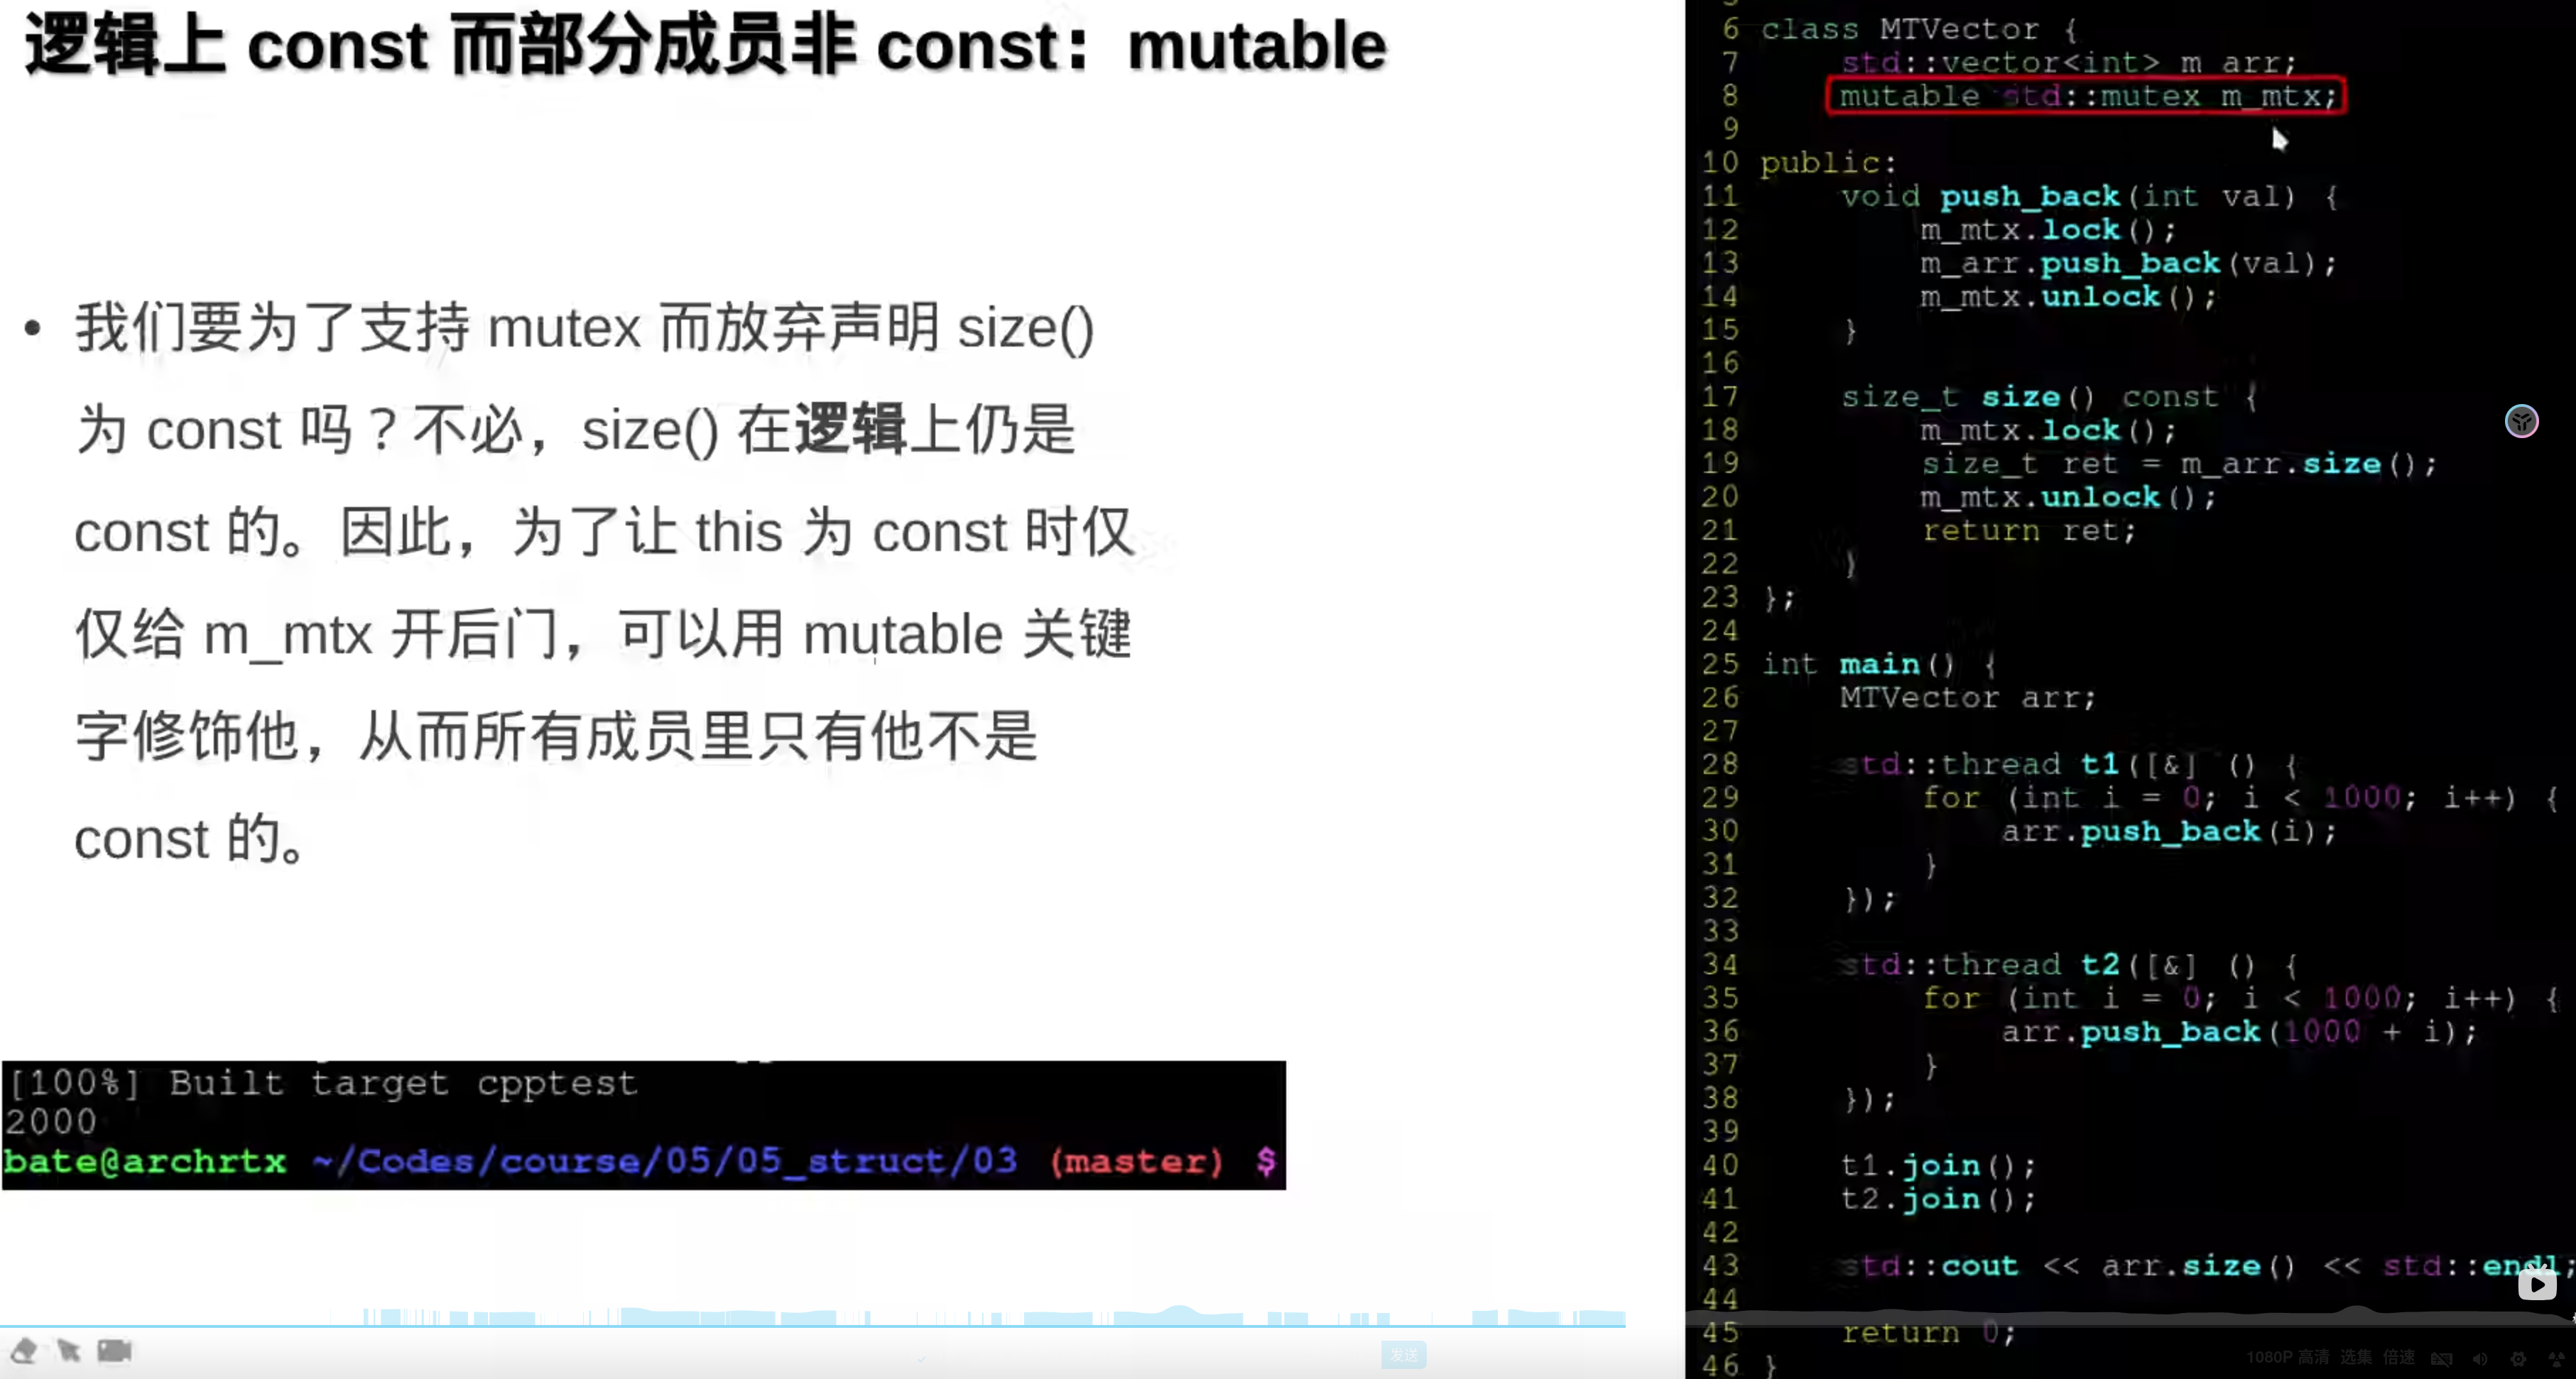 逻辑上 const 而部分成员非 const：mutable
• 我们要为了支持 mutex 而放弃声明 size()
为 const 吗？不必，size() 在逻辑上仍是
const 的。因此，为了让 this 为 const 时仅
仅给 m_mtx 开后门，可以用 mutable 关键
字修饰他，从而所有成员里只有他不是
const 的。
[100%] Built target cpptest
2000
bate@archrtx ~/Codes/course/05/05_struct/03 (master) $
发送
6 class MTVector {
7     std::vector<int> m arr;
8     mutable std::mutex m_mtx;
9
10 public:
11     void push_back(int val) {
12         m_mtx.lock();
13         m_arr.push_back(val);
14         m_mtx.unlock();
15     }
16
17     size_t size() const {
18         m_mtx.lock();
19         size_t ret = m_arr.size();
20         m_mtx.unlock();
21         return ret;
22     }
23 };
24
25 int main() {
26     MTVector arr;
27
28     std::thread t1([&] () {
29         for (int i = 0; i < 1000; i++) {
30             arr.push_back(i);
31         }
32     });
33
34     std::thread t2([&] () {
35         for (int i = 0; i < 1000; i++) {
36             arr.push_back(1000 + i);
37         }
38     });
39
40     t1.join();
41     t2.join();
42
43     std::cout << arr.size() << std::endl;
44
45     return 0;
46 }
1080P 高清 选集 倍速